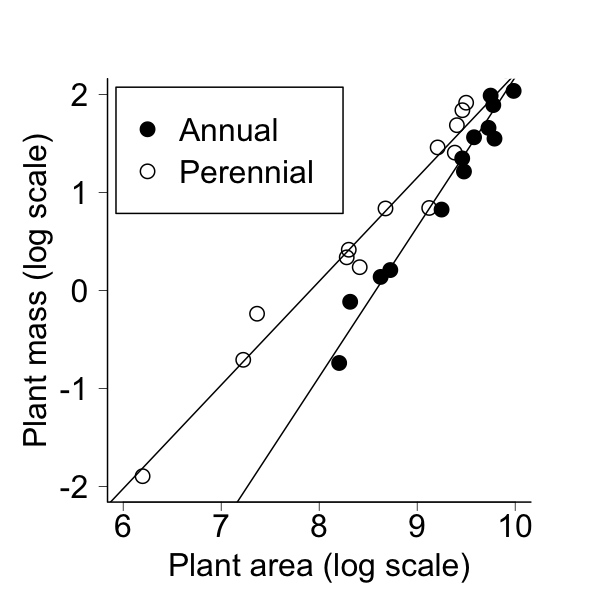 Annual
Perennial
Plant mass (log scale)
2
1
0
-1
-2
6 7 8 9 10
Plant area (log scale)